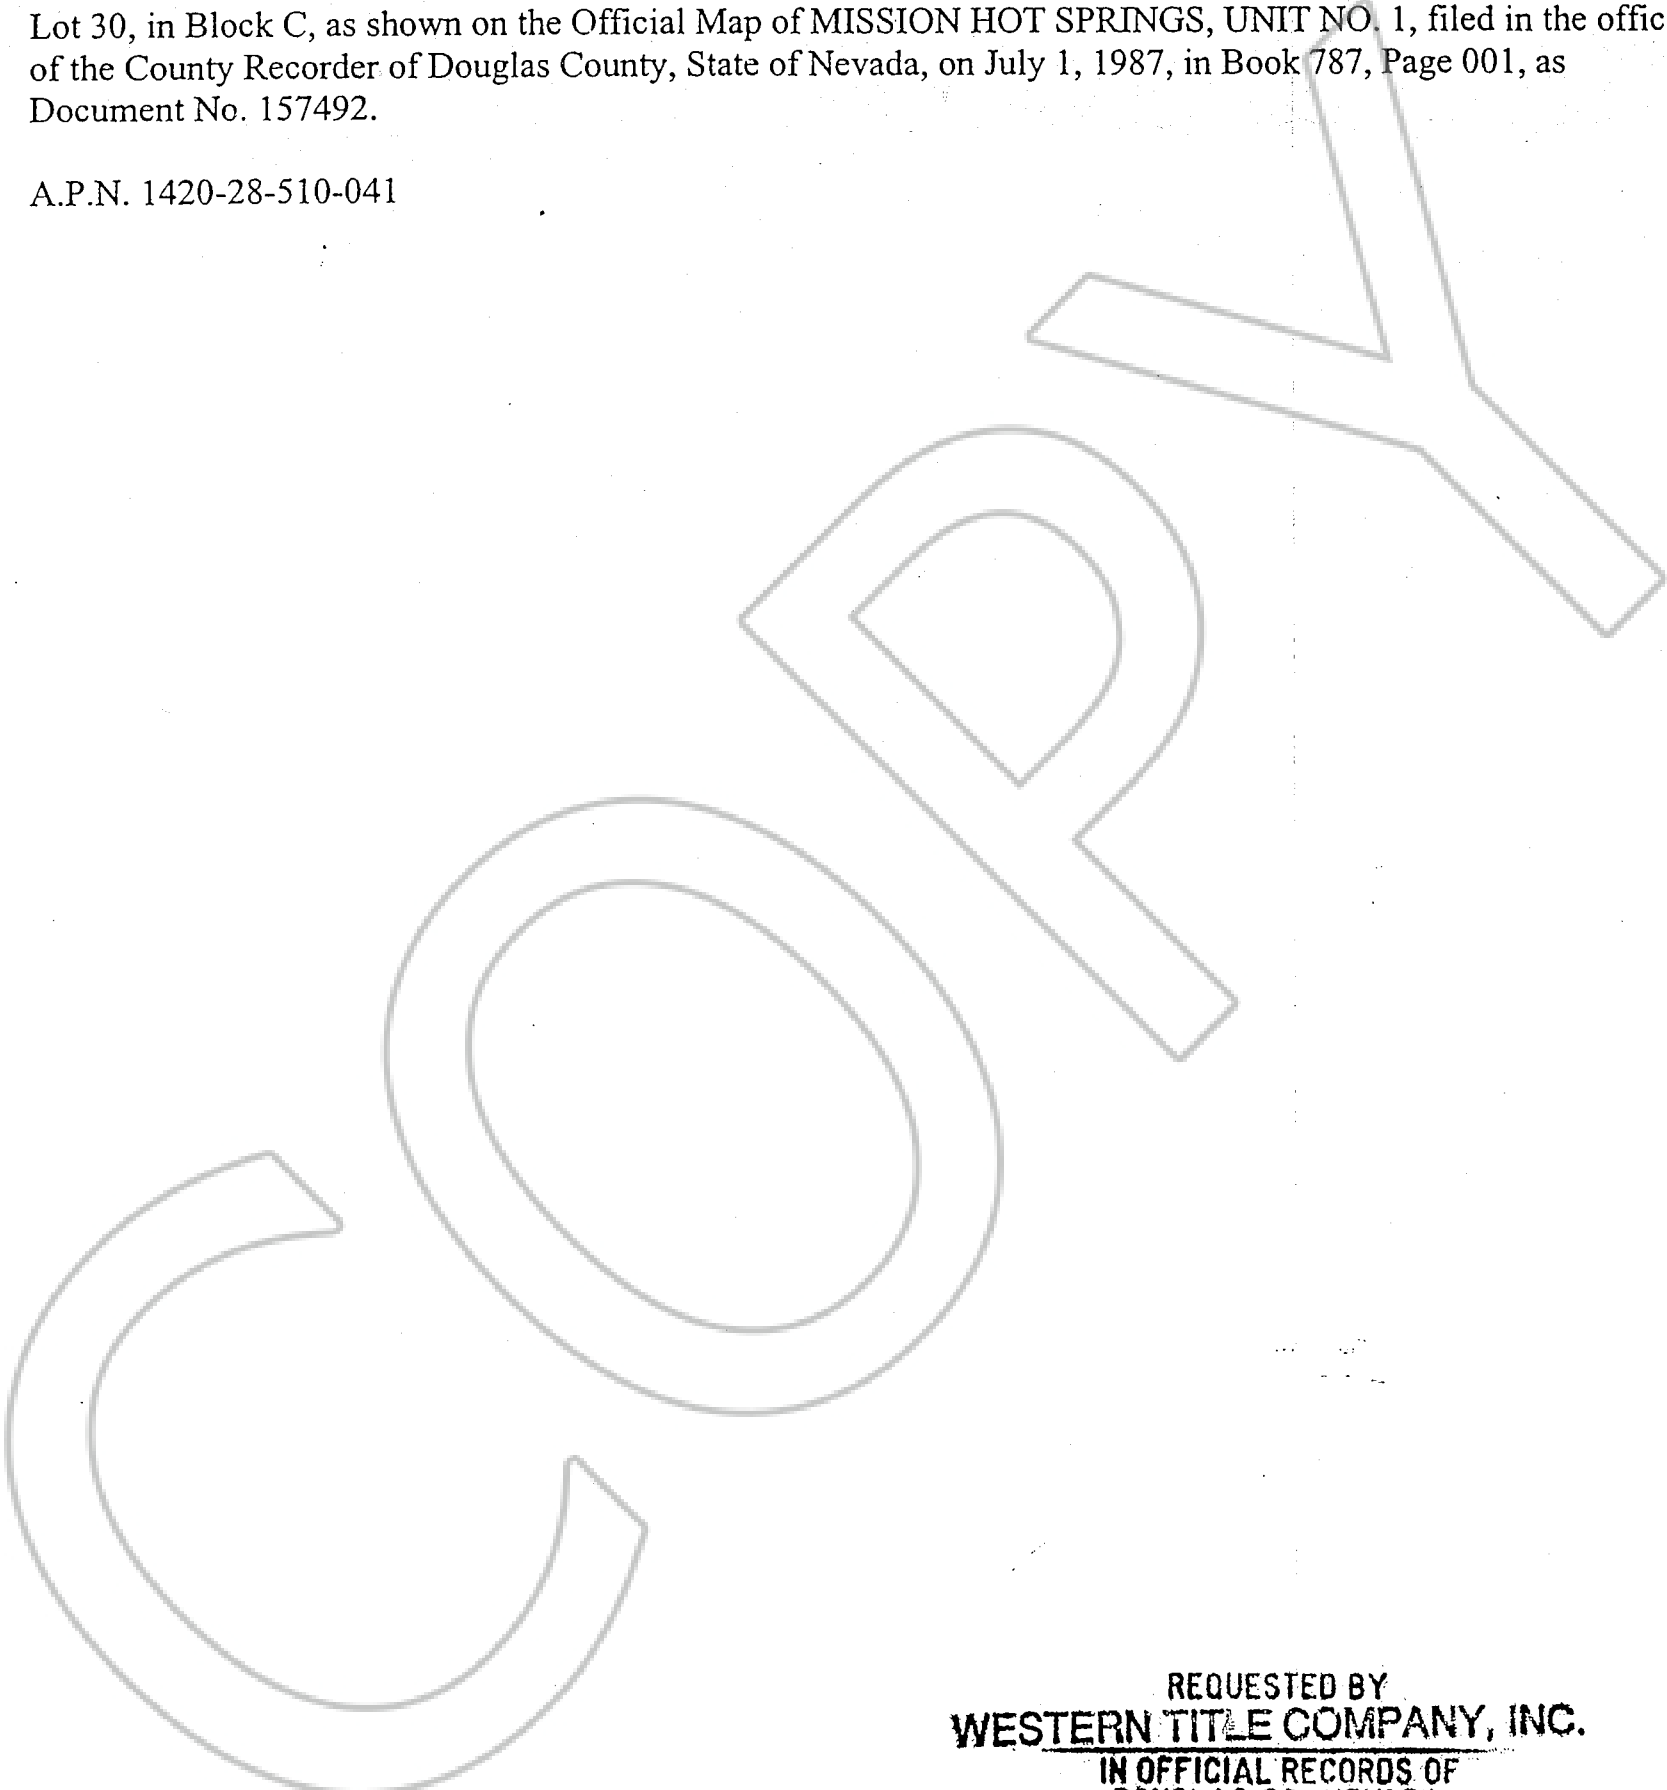 Lot 30, in Block C, as shown on the Official Map of MISSION HOT SPRINGS, UNIT NO. 1, filed in the offic
of the County Recorder of Douglas County, State of Nevada, on July 1, 1987, in Book 787, Page 001, as
Document No. 157492.
A.P.N. 1420-28-510-041
COPY
REQUESTED BY
WESTERN TITLE COMPANY, INC.
IN OFFICIAL RECORDS OF